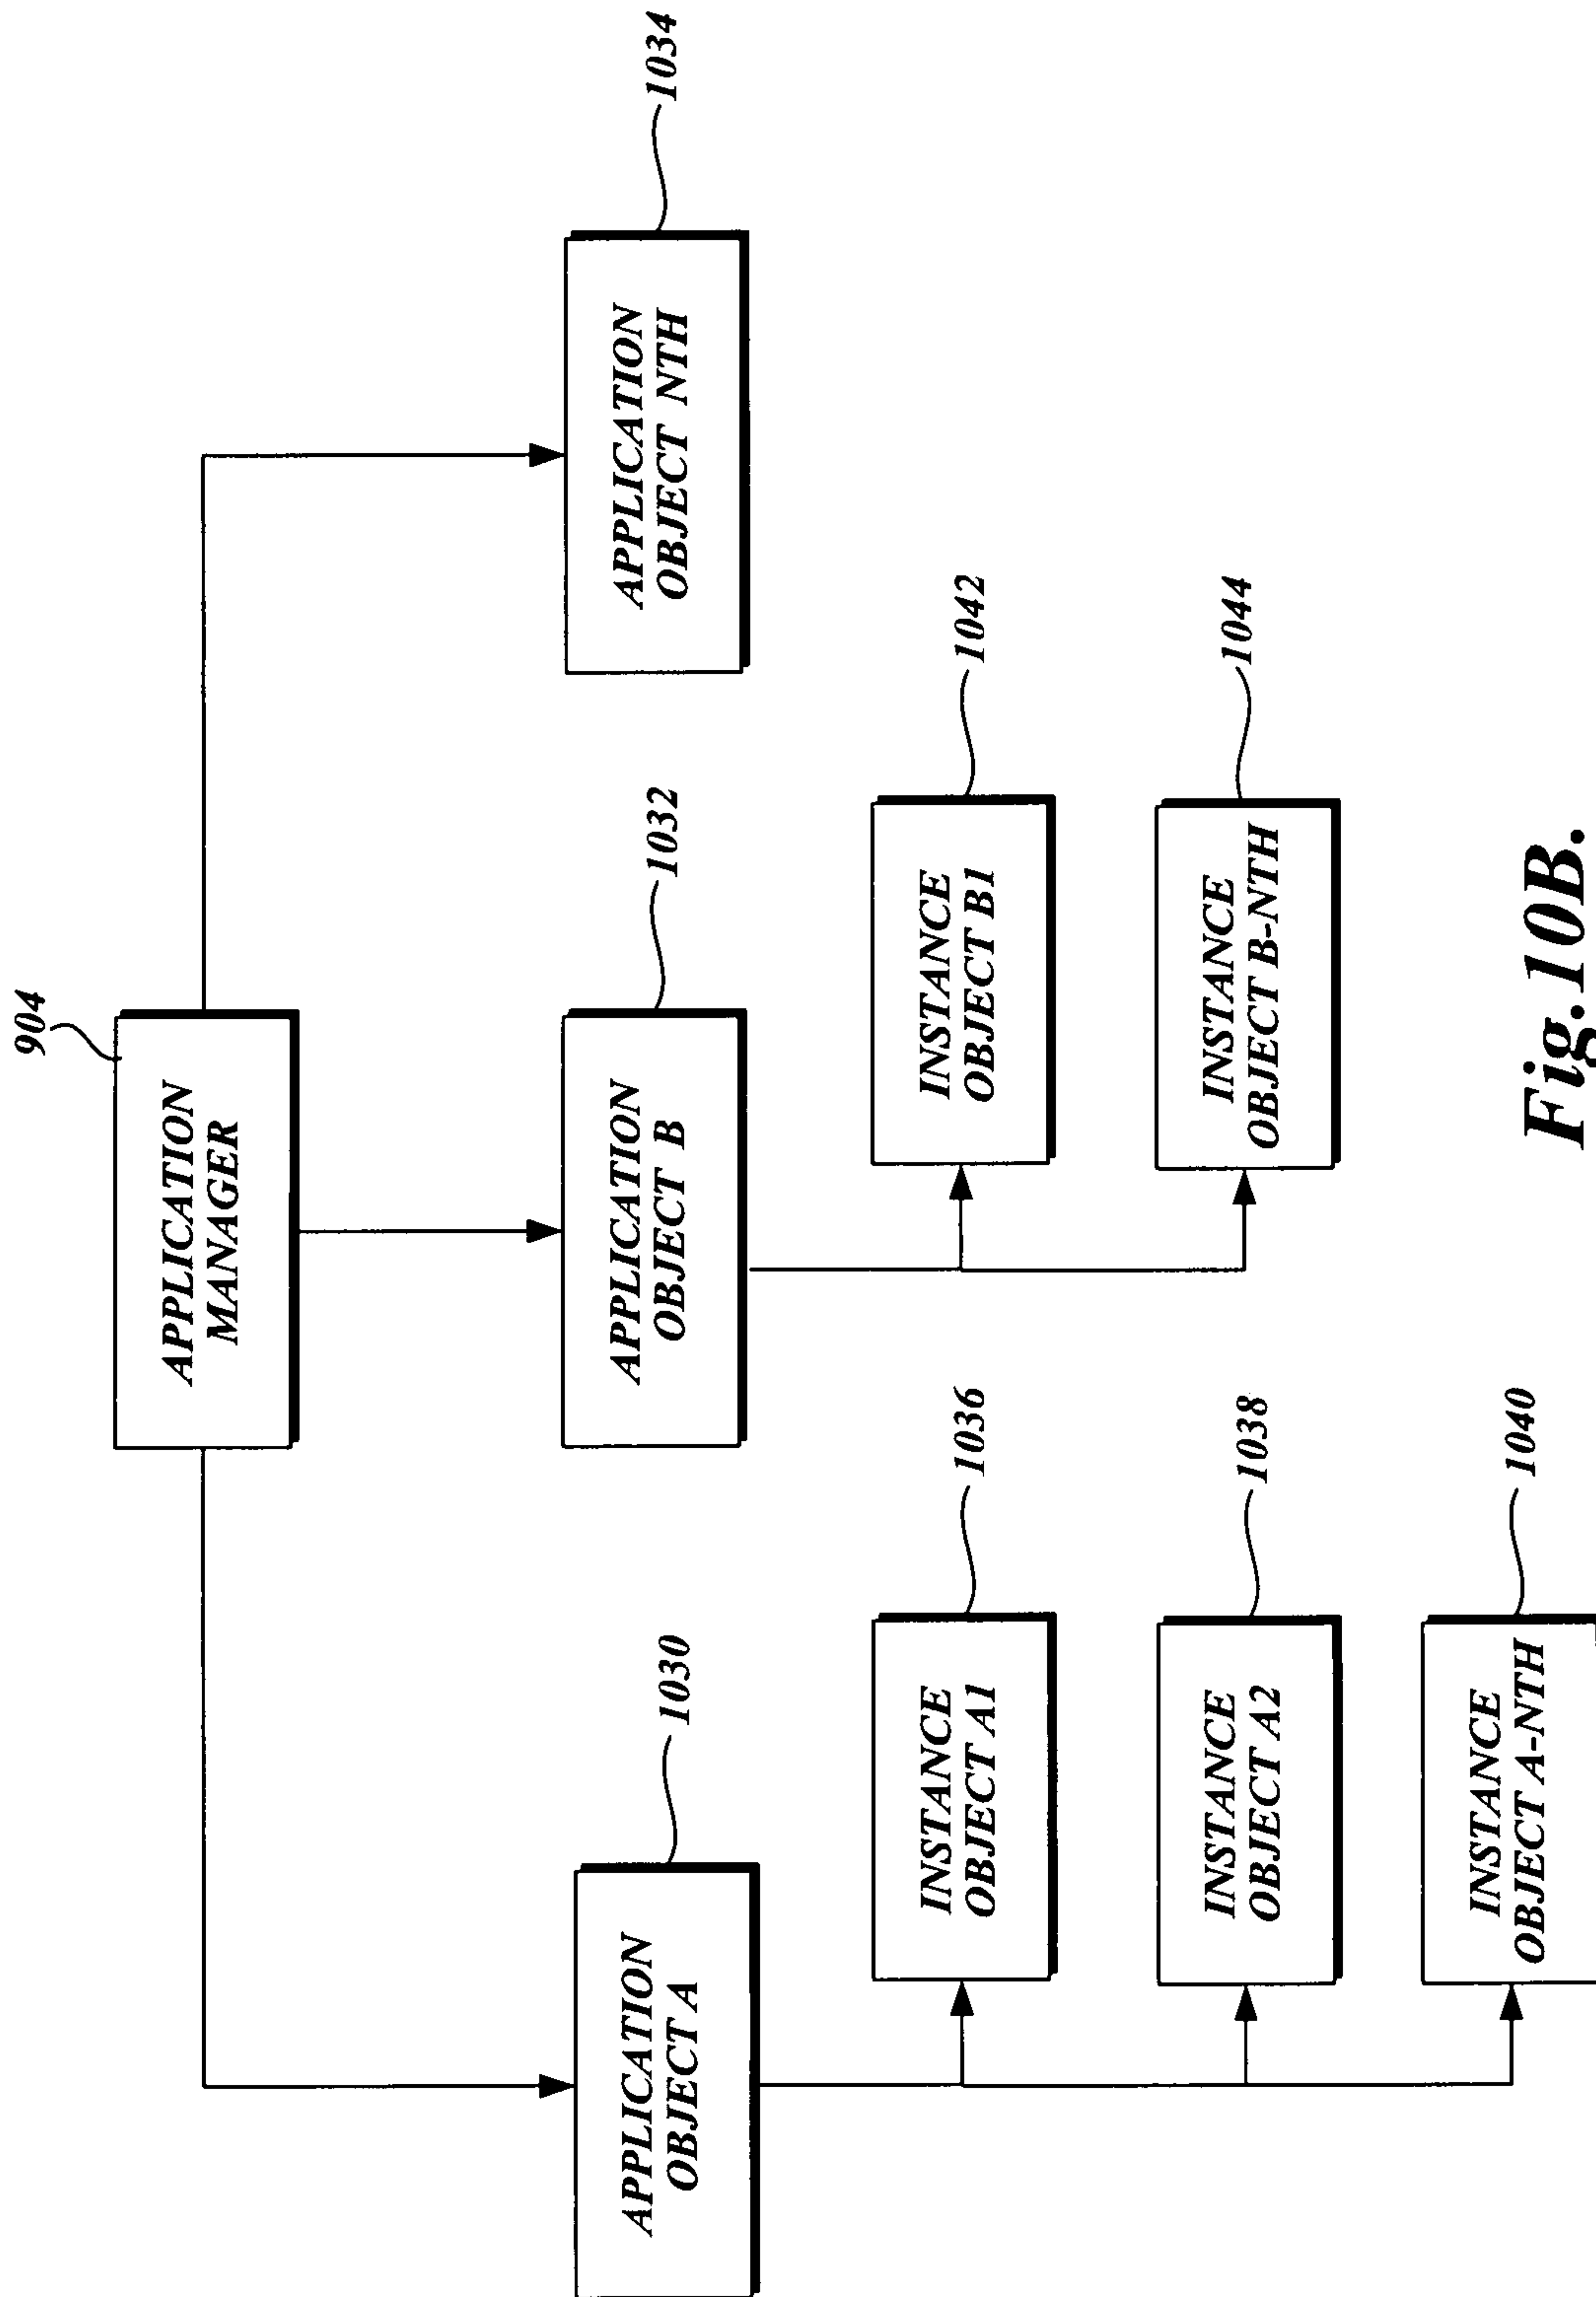 904
APPLICATION
MANAGER
1030
APPLICATION
OBJECT A
1032
APPLICATION
OBJECT B
1034
APPLICATION
OBJECT NTH
1036
INSTANCE
OBJECT A1
1042
INSTANCE
OBJECT B1
1038
INSTANCE
OBJECT A2
1044
INSTANCE
OBJECT B-NTH
1040
INSTANCE
OBJECT A-NTH
Fig.10B.